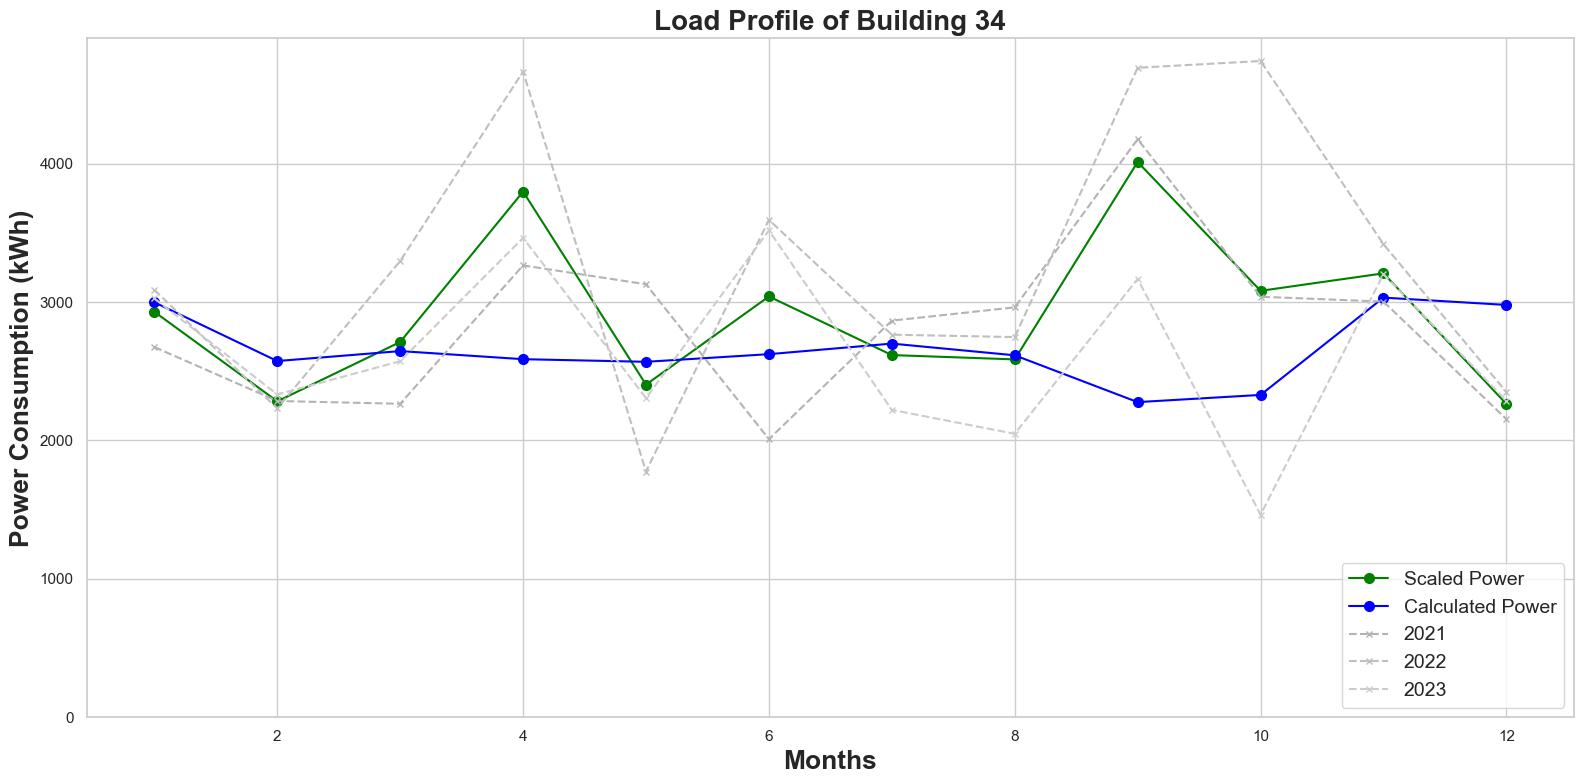 Load Profile of Building 34
Power Consumption (kWh)
4000
3000
2000
1000
0
2
4
6
8
10
12
Months
Scaled Power
Calculated Power
2021
2022
2023